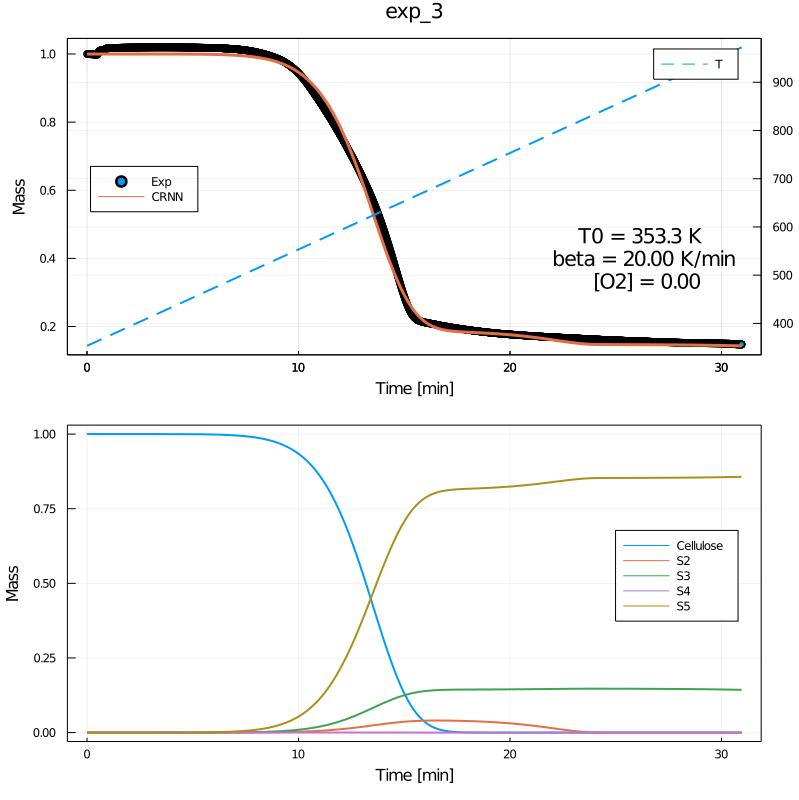 exp_3
Mass
1.0
0.8
0.6
0.4
0.2
T
900
800
700
600
500
400
Exp
CRNN
T0 = 353.3 K
beta = 20.00 K/min
[O2] = 0.00
0 10 20 30
Time [min]
Mass
1.00
0.75
0.50
0.25
0.00
Cellulose
S2
S3
S4
S5
0 10 20 30
Time [min]